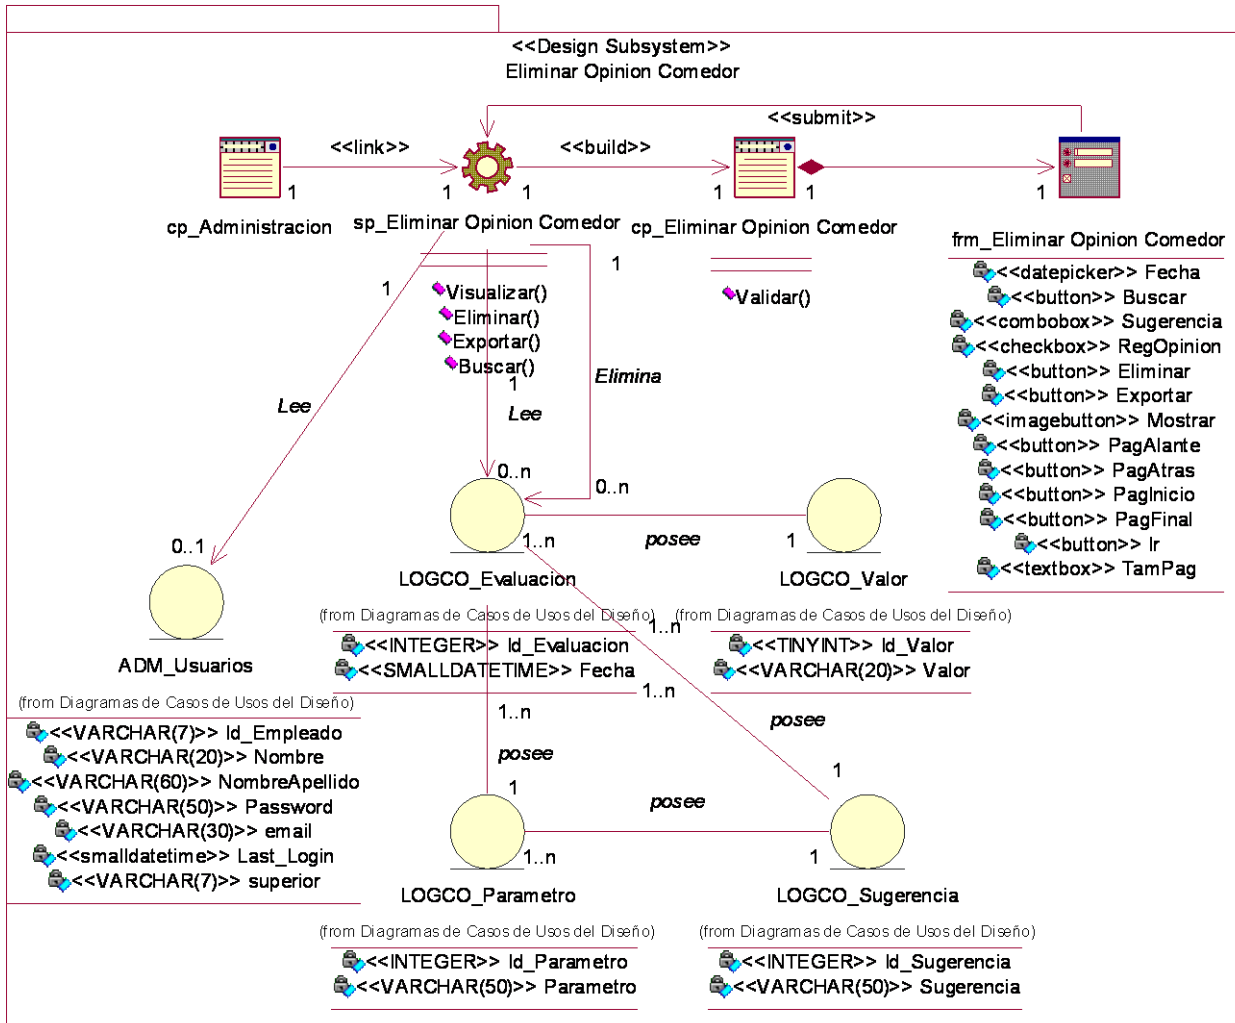 <<Design Subsystem>>
Eliminar Opinion Comedor
<<link>>
<<build>>
<<submit>>
1
1
1
1
1
1
cp_Administracion
sp_Eliminar Opinion Comedor
cp_Eliminar Opinion Comedor
frm_Eliminar Opinion Comedor
1
1
Visualizar()
Eliminar()
Exportar()
Buscar()
Validar()
<<datepicker>> Fecha
<<button>> Buscar
<<combobox>> Sugerencia
<<checkbox>> RegOpinion
<<button>> Eliminar
<<button>> Exportar
<<imagebutton>> Mostrar
<<button>> PagAlante
<<button>> PagAtras
<<button>> PagInicio
<<button>> PagFinal
<<button>> Ir
<<textbox>> TamPag
1
Elimina
Lee
Lee
0..n
0..n
0..1
1..n
posee
1
LOGCO_Evaluacion
(from Diagramas de Casos de Usos del Diseño)
<<INTEGER>> Id_Evaluacion
<<SMALLDATETIME>> Fecha
LOGCO_Valor
(from Diagramas de Casos de Usos del Diseño)
<<TINYINT>> Id_Valor
<<VARCHAR(20)>> Valor
1..n
1..n
ADM_Usuarios
(from Diagramas de Casos de Usos del Diseño)
<<VARCHAR(7)>> Id_Empleado
<<VARCHAR(20)>> Nombre
<<VARCHAR(60)>> NombreApellido
<<VARCHAR(50)>> Password
<<VARCHAR(30)>> email
<<smalldatetime>> Last_Login
<<VARCHAR(7)>> superior
1..n
posee
1
posee
1
posee
1..n
1
LOGCO_Parametro
(from Diagramas de Casos de Usos del Diseño)
<<INTEGER>> Id_Parametro
<<VARCHAR(50)>> Parametro
LOGCO_Sugerencia
(from Diagramas de Casos de Usos del Diseño)
<<INTEGER>> Id_Sugerencia
<<VARCHAR(50)>> Sugerencia